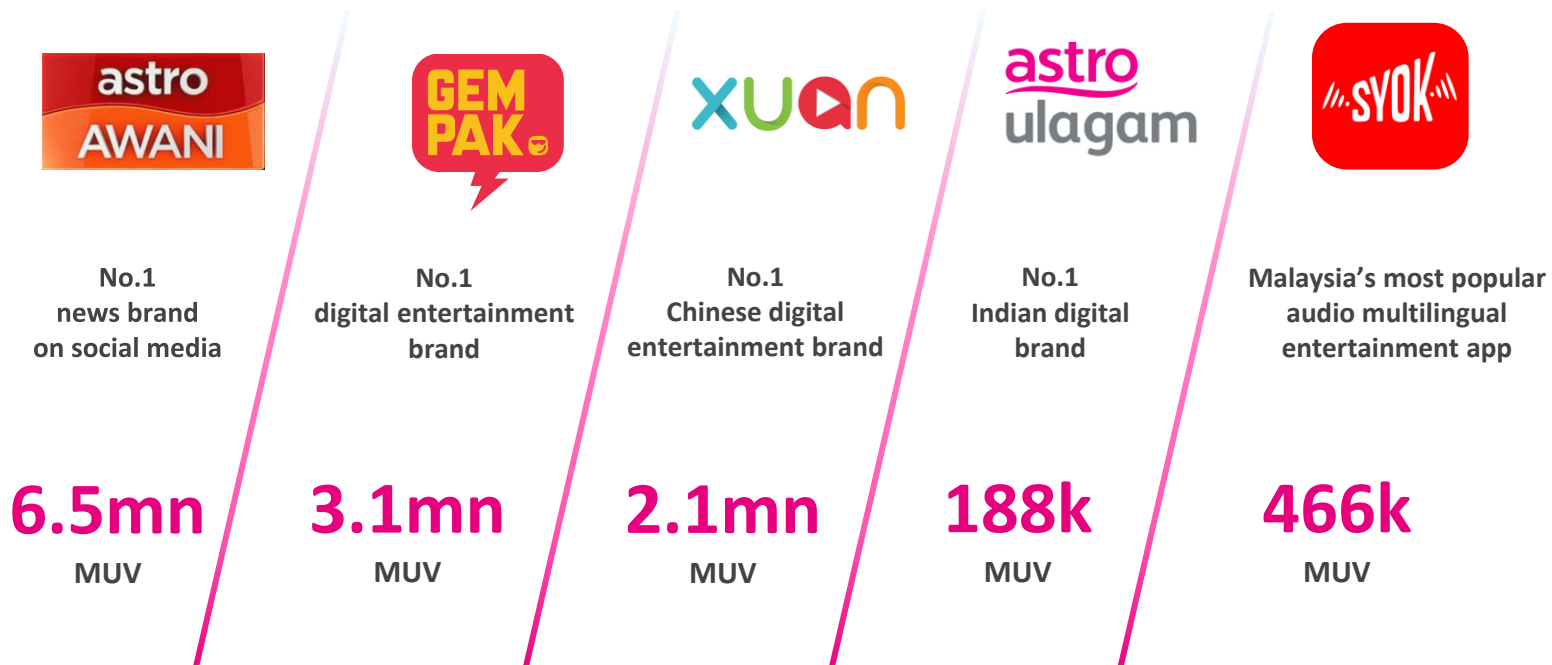 astro
AWANI
No.1
news brand
on social media
6.5mn
MUV
GEM
PAK
No.1
digital entertainment
brand
3.1mn
MUV
xuan
No.1
Chinese digital
entertainment brand
2.1mn
MUV
astro
ulagam
No.1
Indian digital
brand
188k
MUV
SYOK
Malaysia’s most popular
audio multilingual
entertainment app
466k
MUV